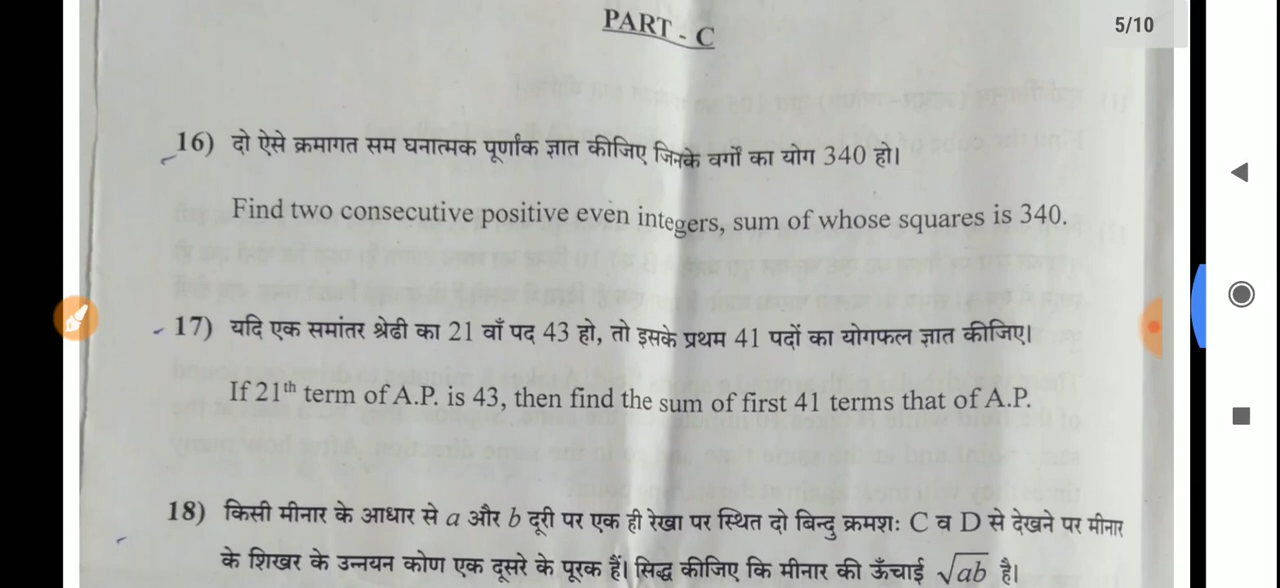 PART - C
5/10
16) दो ऐसे क्रमागत सम घनात्मक पूर्णांक ज्ञात कीजिए जिनके वर्गों का योग 340 हो।
Find two consecutive positive even integers, sum of whose squares is 340.
17) यदि एक समांतर श्रेढी का 21 वाँ पद 43 हो, तो इसके प्रथम 41 पदों का योगफल ज्ञात कीजिए।
If 21th term of A.P. is 43, then find the sum of first 41 terms that of A.P.
18) किसी मीनार के आधार से a और b दूरी पर एक ही रेखा पर स्थित दो बिन्दु क्रमशः C व D से देखने पर मीनार
के शिखर के उन्नयन कोण एक दूसरे के पूरक हैं। सिद्ध कीजिए कि मीनार की ऊँचाई √ab है।